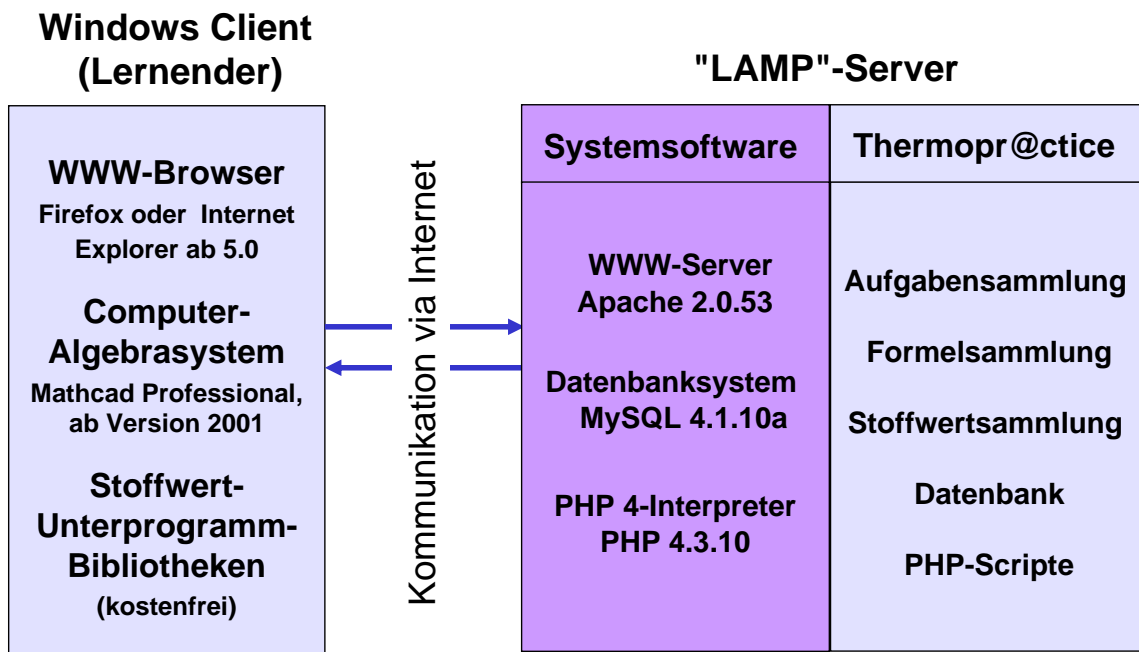 Windows Client
(Lernender)
WWW-Browser
Firefox oder Internet
Explorer ab 5.0
Computer-
Algebrasystem
Mathcad Professional,
ab Version 2001
Stoffwert-
Unterprogramm-
Bibliotheken
(kostenfrei)
Kommunikation via Internet
"LAMP"-Server
Systemsoftware
WWW-Server
Apache 2.0.53
Datenbanksystem
MySQL 4.1.10a
PHP 4-Interpreter
PHP 4.3.10
Thermopr@ctice
Aufgabensammlung
Formelsammlung
Stoffwertsammlung
Datenbank
PHP-Scripte